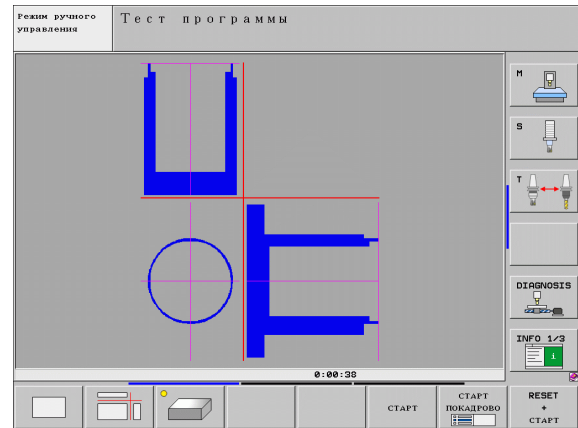 Режим ручного
управления
Тест программы
M
S
T
DIAGNOSIS
INFO 1/3
i
0:00:38
СТАРТ
СТАРТ
ПОКАДРОВО
RESET
+
СТАРТ